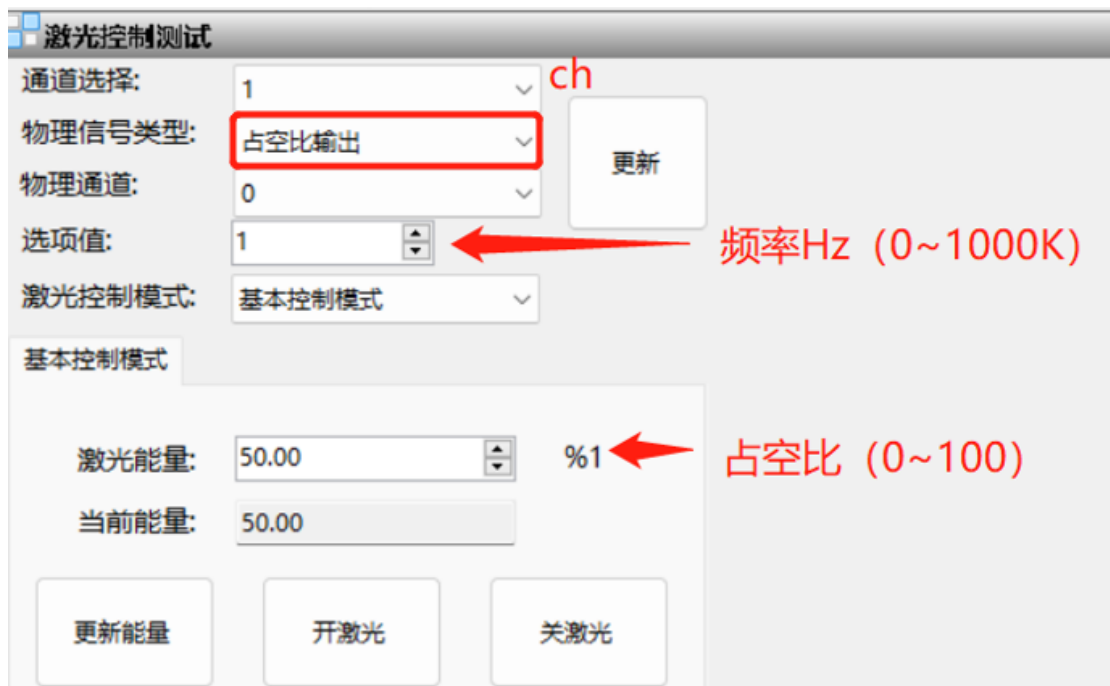 激光控制测试
通道选择: 1 ch
物理信号类型: 占空比输出
更新
物理通道: 0
选项值: 1 频率Hz（0~1000K）
激光控制模式: 基本控制模式
基本控制模式
激光能量: 50.00 %1 占空比（0~100）
当前能量: 50.00
更新能量 开激光 关激光